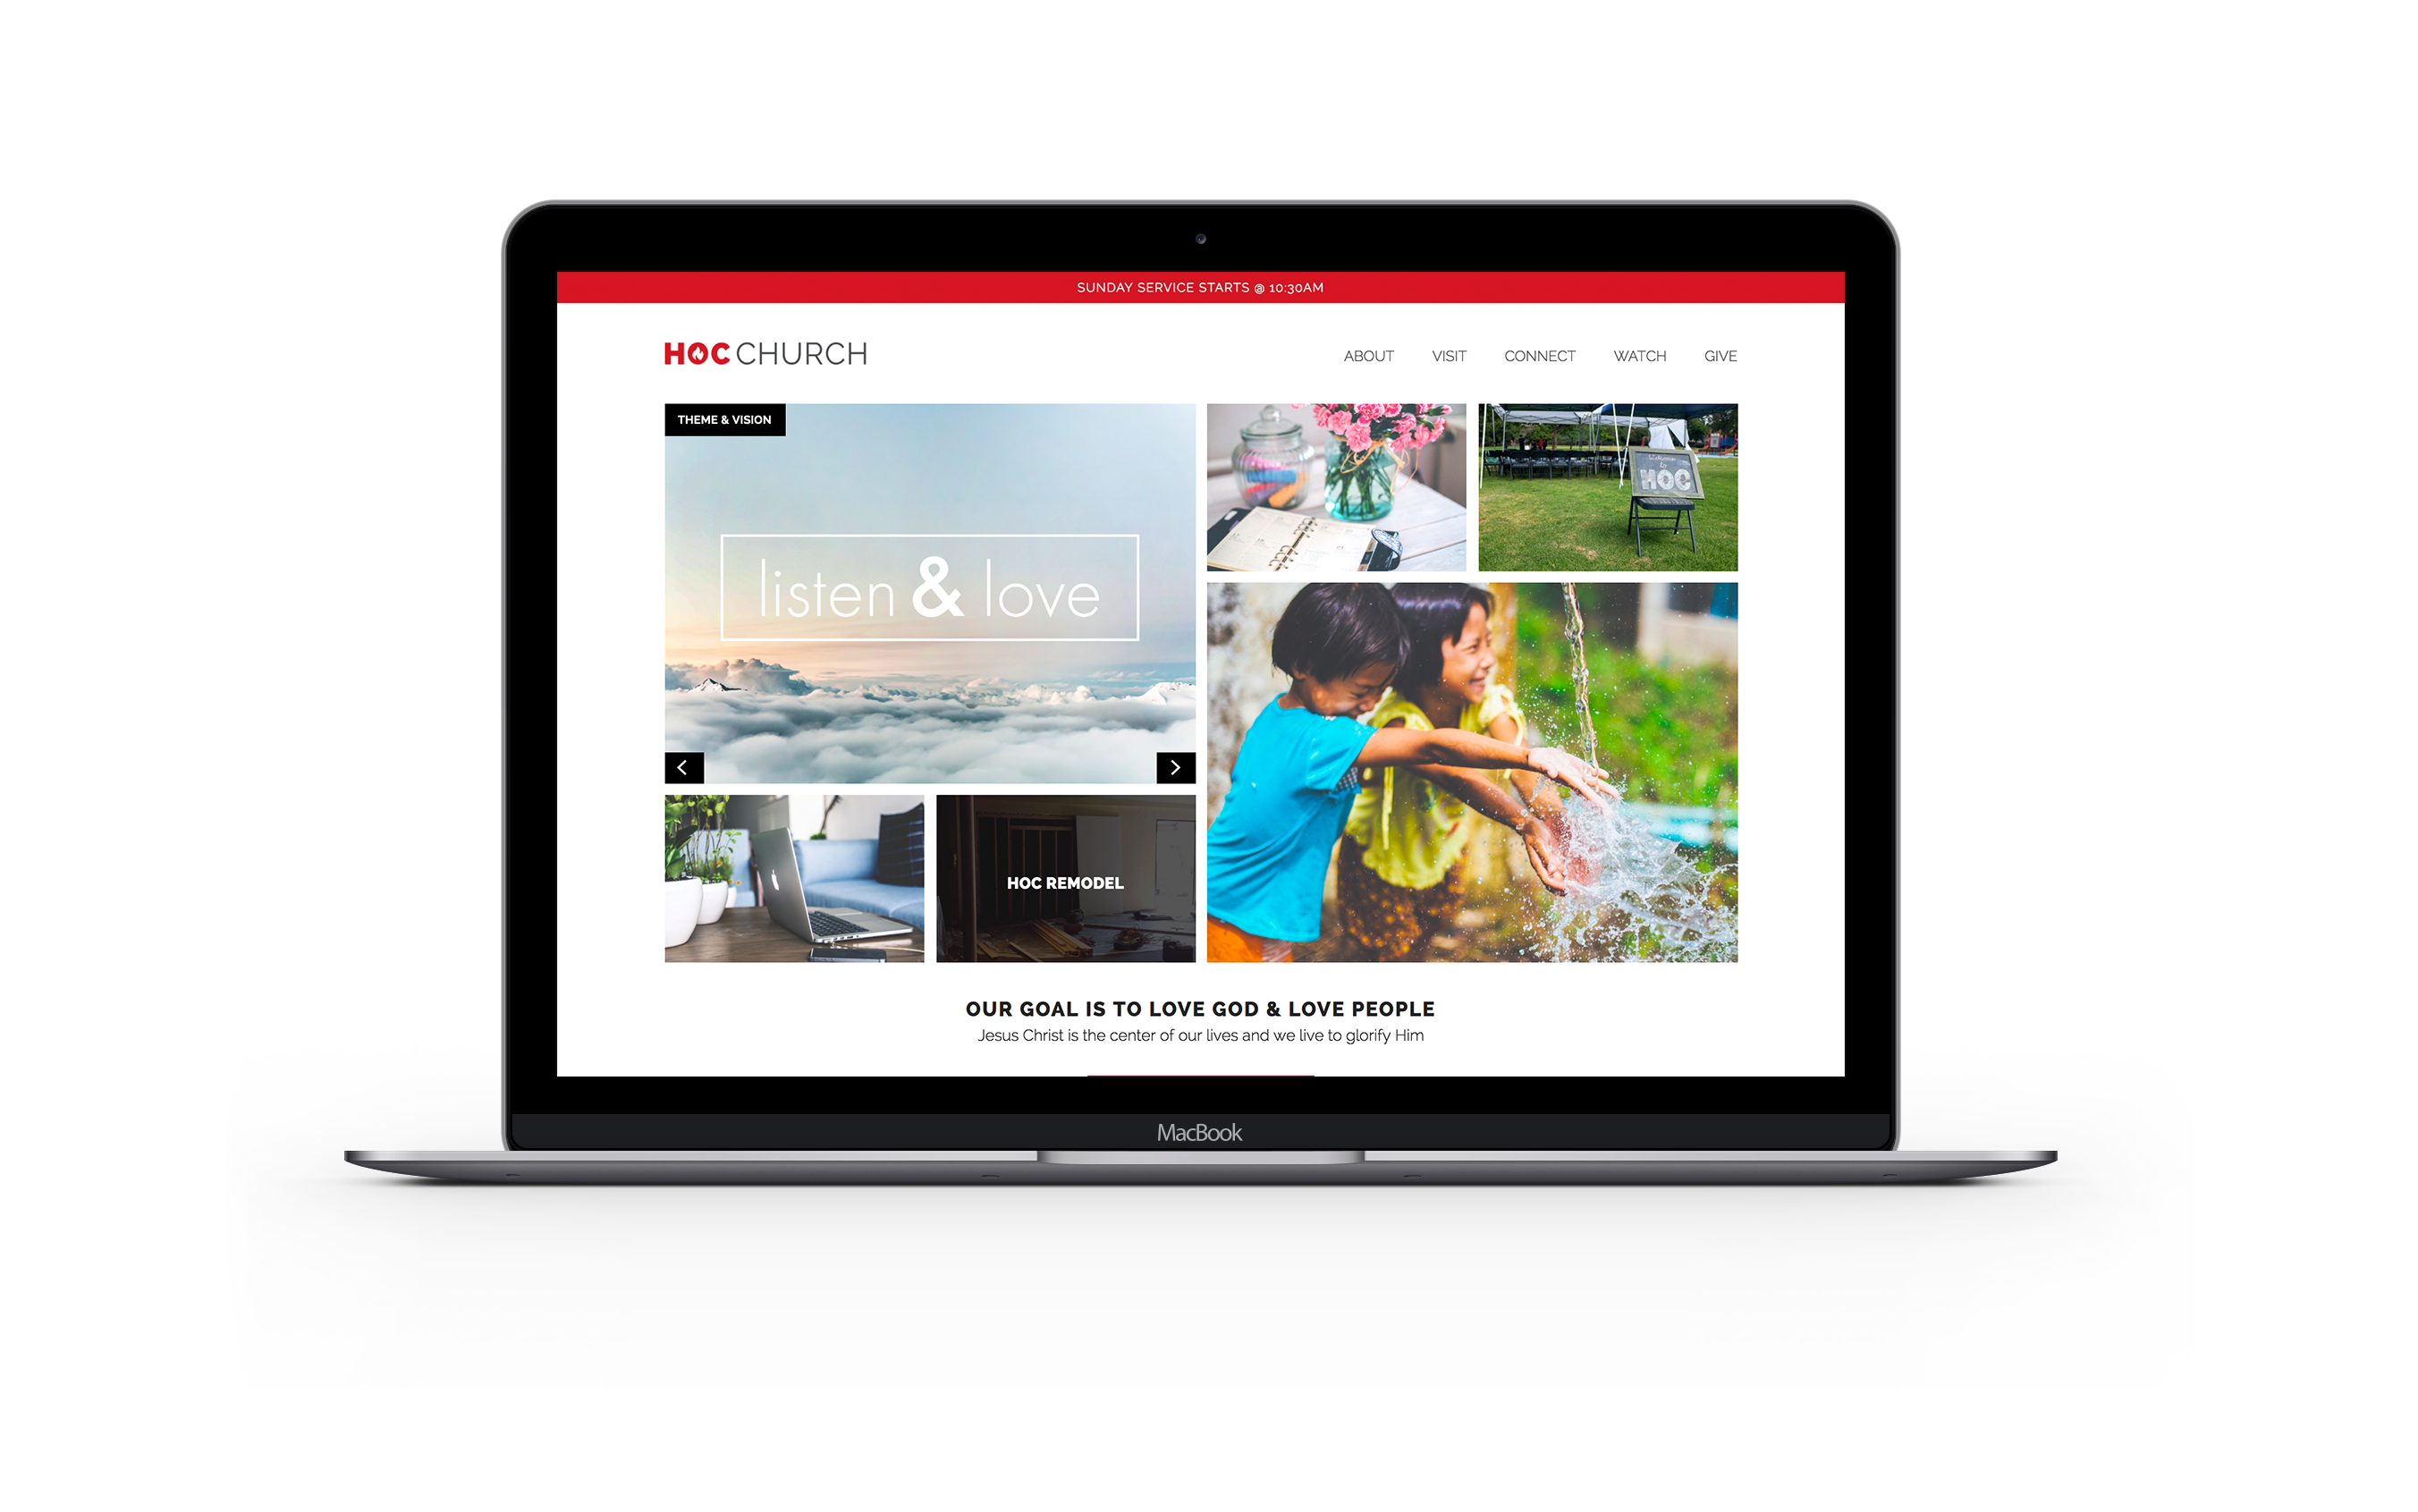 SUNDAY SERVICE STARTS @ 10:30AM
HOC CHURCH
ABOUT VISIT CONNECT WATCH GIVE
THEME & VISION
listen & love
HOC
HOC REMODEL
OUR GOAL IS TO LOVE GOD & LOVE PEOPLE
Jesus Christ is the center of our lives and we live to glorify Him
MacBook